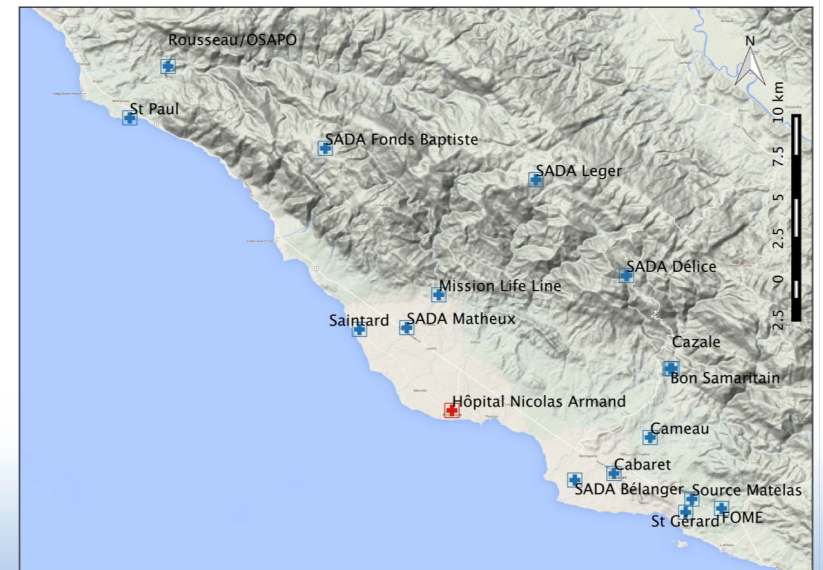 Rousseau/OSAPO
N
St Paul
SADA Fonds Baptiste
SADA Leger
10 km
7.5
5
2.5
0
2.5
SADA Délice
Mission Life Line
Saintard
SADA Matheux
Cazale
Bon Samaritain
Hôpital Nicolas Armand
Cameau
Cabaret
SADA Bélanger
Source Matelas
St Gérard
FOME